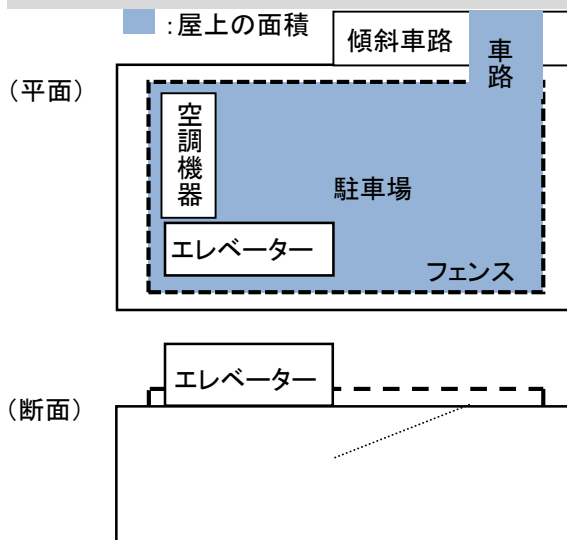 ：屋上の面積
傾斜車路
車路
（平面）
空調機器
駐車場
エレベーター
フェンス
エレベーター
（断面）